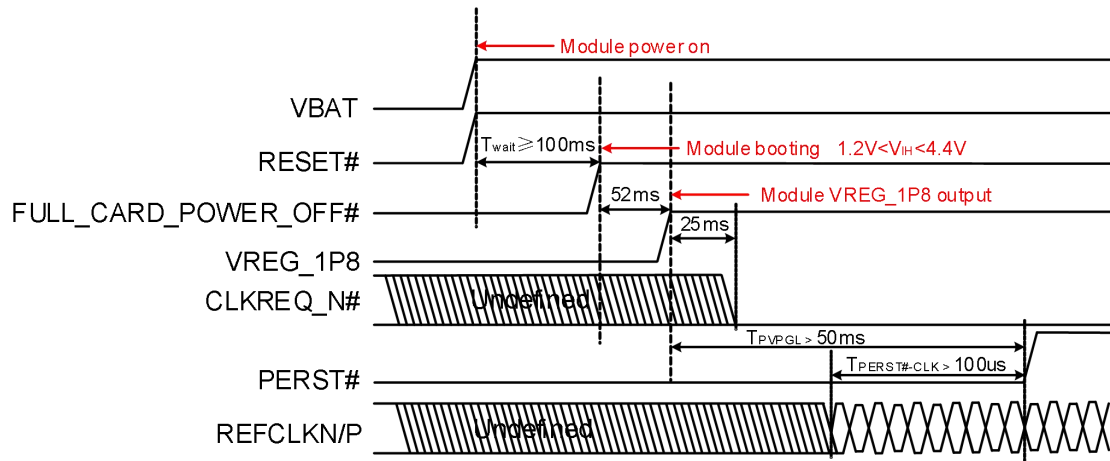 Module power on
VBAT
Twait≥100ms
RESET#
Module booting 1.2V<VIH<4.4V
52ms
Module VREG_1P8 output
FULL_CARD_POWER_OFF#
25ms
VREG_1P8
CLKREQ_N#
Undefined
TPVPGL>50ms
PERST#
TPERST#-CLK>100us
REFCLKN/P
Undefined